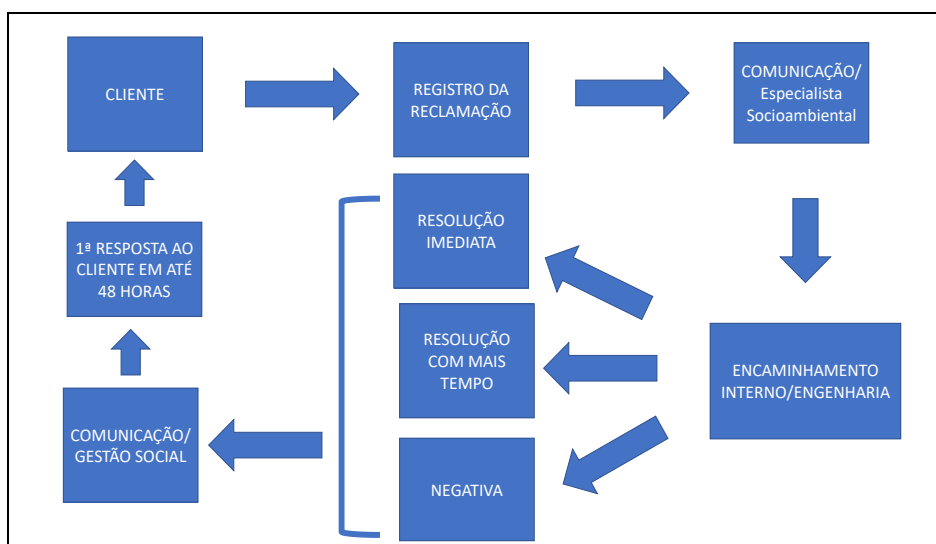 CLIENTE
REGISTRO DA
RECLAMAÇÃO
COMUNICAÇÃO/
Especialista
Socioambiental
RESOLUÇÃO
IMEDIATA
1ª RESPOSTA AO
CLIENTE EM ATÉ
48 HORAS
RESOLUÇÃO
COM MAIS
TEMPO
ENCAMINHAMENTO
INTERNO/ENGENHARIA
COMUNICAÇÃO/
GESTÃO SOCIAL
NEGATIVA